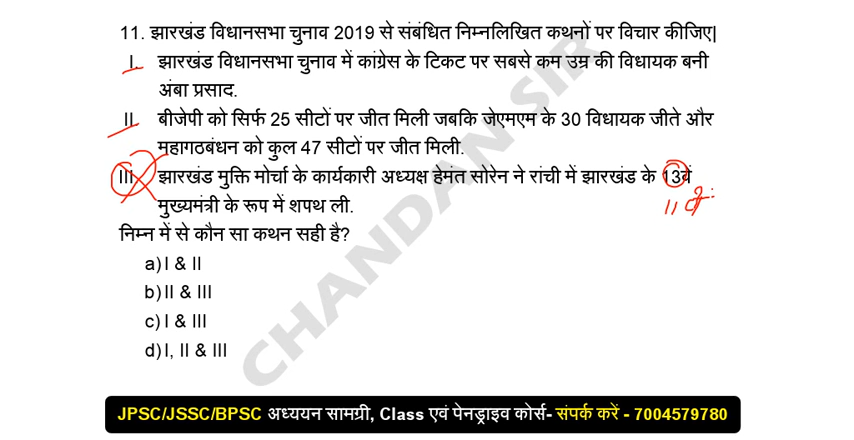 11. झारखंड विधानसभा चुनाव 2019 से संबंधित निम्नलिखित कथनों पर विचार कीजिए|
I. झारखंड विधानसभा चुनाव में कांग्रेस के टिकट पर सबसे कम उम्र की विधायक बनी
अंबा प्रसाद.
II. बीजेपी को सिर्फ 25 सीटों पर जीत मिली जबकि जेएमएम के 30 विधायक जीते और
महागठबंधन को कुल 47 सीटों पर जीत मिली.
III. झारखंड मुक्ति मोर्चा के कार्यकारी अध्यक्ष हेमंत सोरेन ने रांची में झारखंड के 13वें
मुख्यमंत्री के रूप में शपथ ली.
11 वें
निम्न में से कौन सा कथन सही है?
a) I & II
b) II & III
c) I & III
d) I, II & III
CHANDAN SIR
JPSC/JSSC/BPSC अध्ययन सामग्री, Class एवं पेनड्राइव कोर्स- संपर्क करें - 7004579780